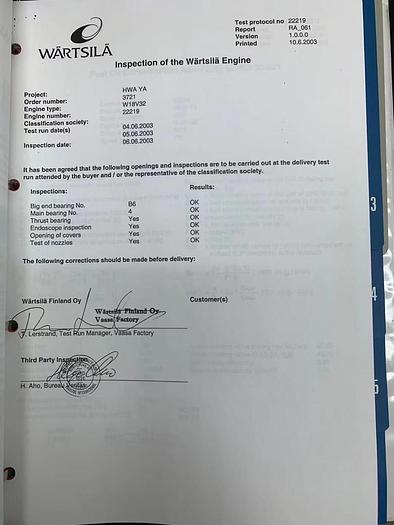 WÄRTSILÄ
Test protocol no 22219
Report RA_061
Version 1.0.0.0
Printed 10.6.2003
Inspection of the Wärtsilä Engine
Project: HWA YA
Order number: 3721
Engine type: W18V32
Engine number: 22219
Classification society:
Test run date(s) 04.06.2003
05.06.2003
Inspection date: 06.06.2003
It has been agreed that the following openings and inspections are to be carried out at the delivery test
run attended by the buyer and / or the representative of the classification society.
Inspections: Results:
Big end bearing No. B6 OK
Main bearing No. 4 OK
Thrust bearing Yes OK
Endoscope inspection Yes OK
Opening of covers Yes OK
Test of nozzles Yes OK
The following corrections should be made before delivery:
Wärtsilä Finland Oy Customer(s)
Wärtsilä Finland Oy
Vaasa Factory
T. Lerstrand, Test Run Manager, Vaasa Factory
Third Party Inspection
H. Aho, Bureau Veritas
3
4
5